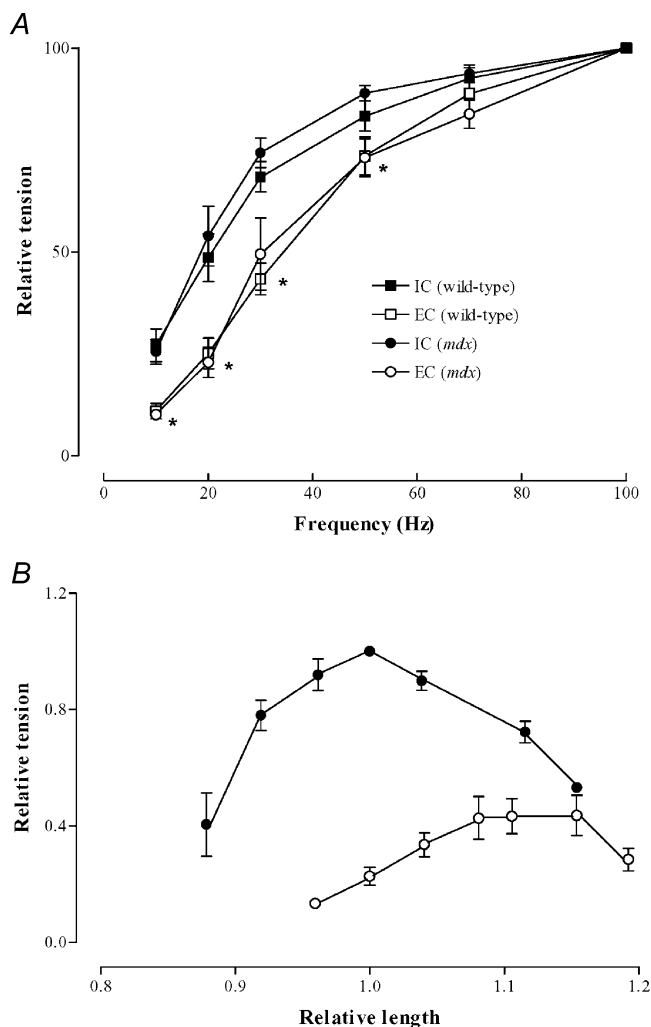 A
100
50
0
Relative tension
IC (wild-type)
EC (wild-type)
IC (mdx)
EC (mdx)
*
*
*
*
0 20 40 60 80 100
Frequency (Hz)
B
1.2
0.8
0.4
0.0
Relative tension
0.8 0.9 1.0 1.1 1.2
Relative length